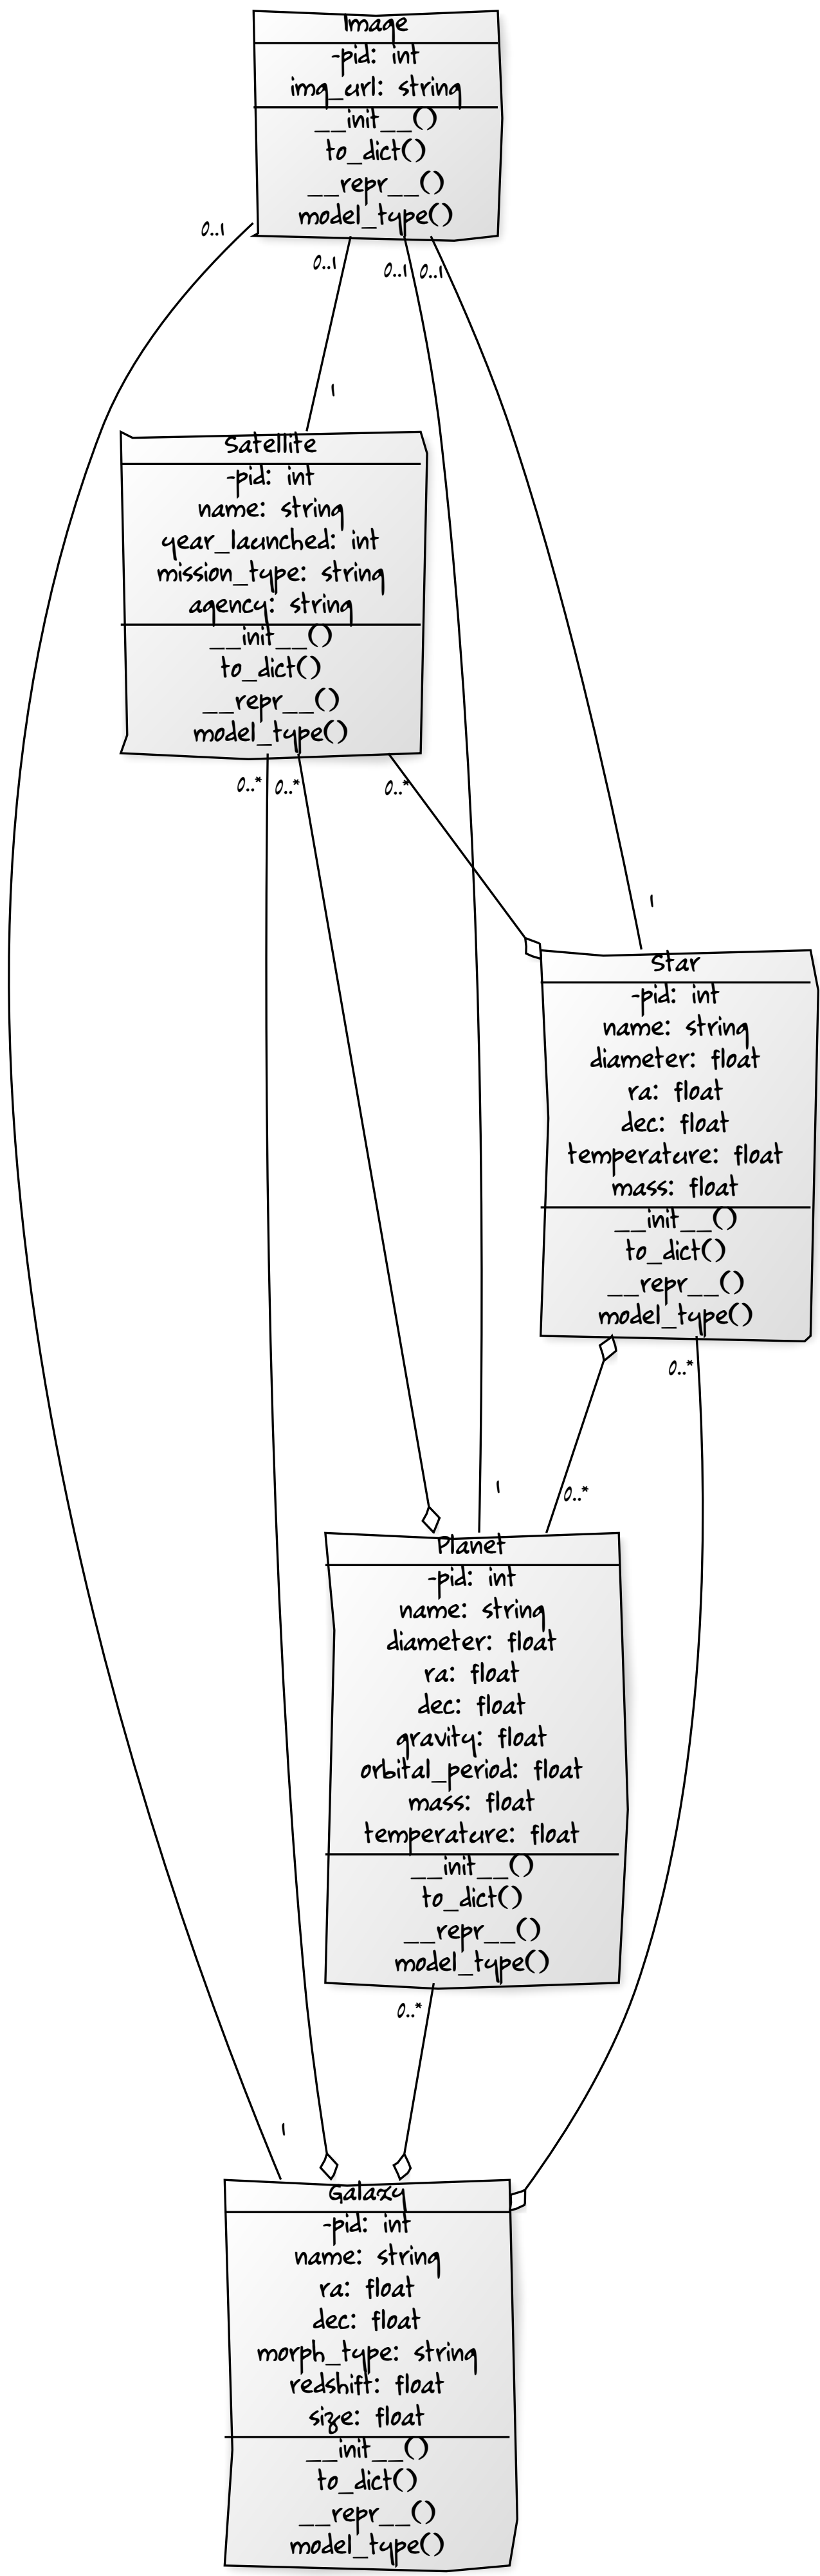 Image
-pid: int
img_url: string
__init__()
to_dict()
__repr__()
model_type()
0..1
0..1
0..1
0..1
1
Satellite
-pid: int
name: string
year_launched: int
mission_type: string
agency: string
__init__()
to_dict()
__repr__()
model_type()
0..*
0..*
0..*
1
Star
-pid: int
name: string
diameter: float
ra: float
dec: float
temperature: float
mass: float
__init__()
to_dict()
__repr__()
model_type()
0..*
1
0..*
Planet
-pid: int
name: string
diameter: float
ra: float
dec: float
gravity: float
orbital_period: float
mass: float
temperature: float
__init__()
to_dict()
__repr__()
model_type()
0..*
1
Galaxy
-pid: int
name: string
ra: float
dec: float
morph_type: string
redshift: float
size: float
__init__()
to_dict()
__repr__()
model_type()